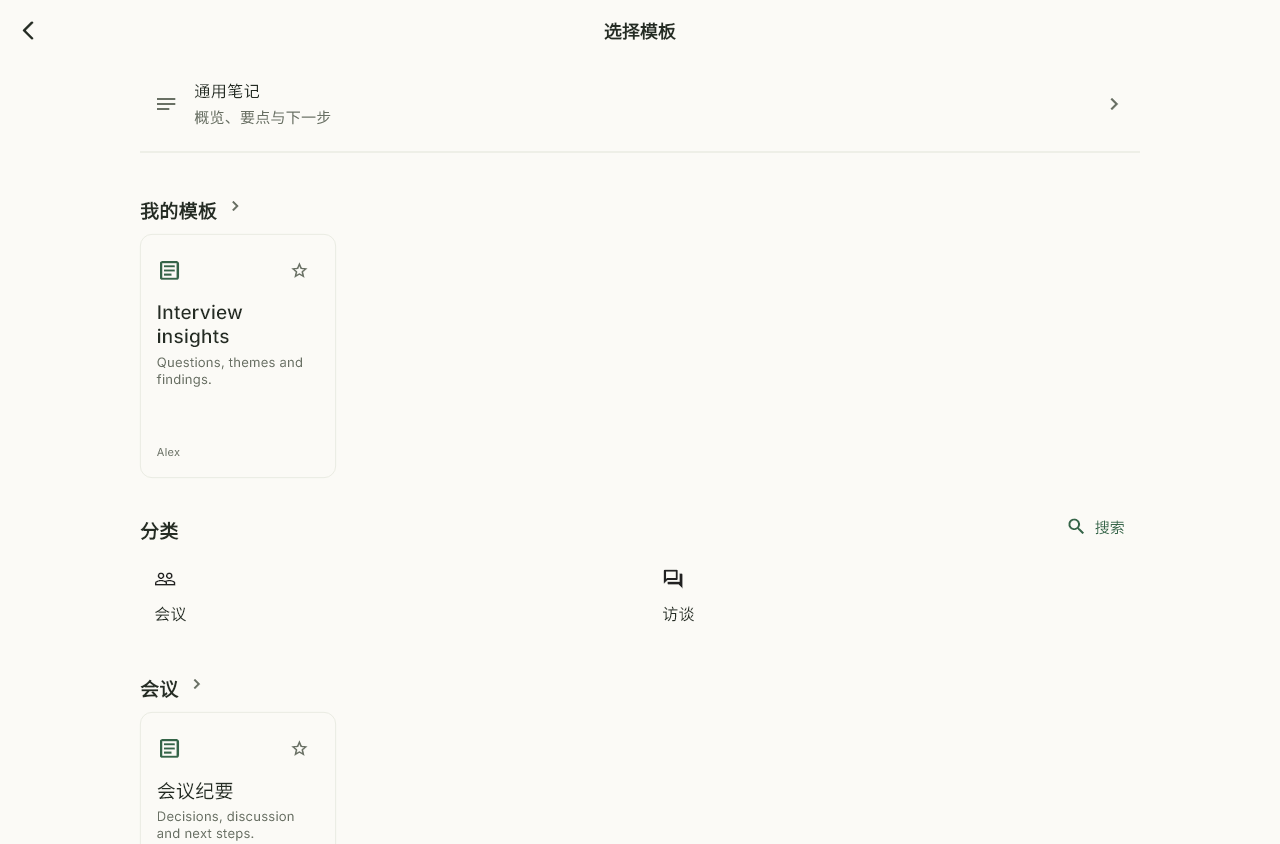 选择模板
通用笔记
概览、要点与下一步
我的模板
Interview
insights
Questions, themes and
findings.
Alex
分类
搜索
会议
访谈
会议
会议纪要
Decisions, discussion
and next steps.